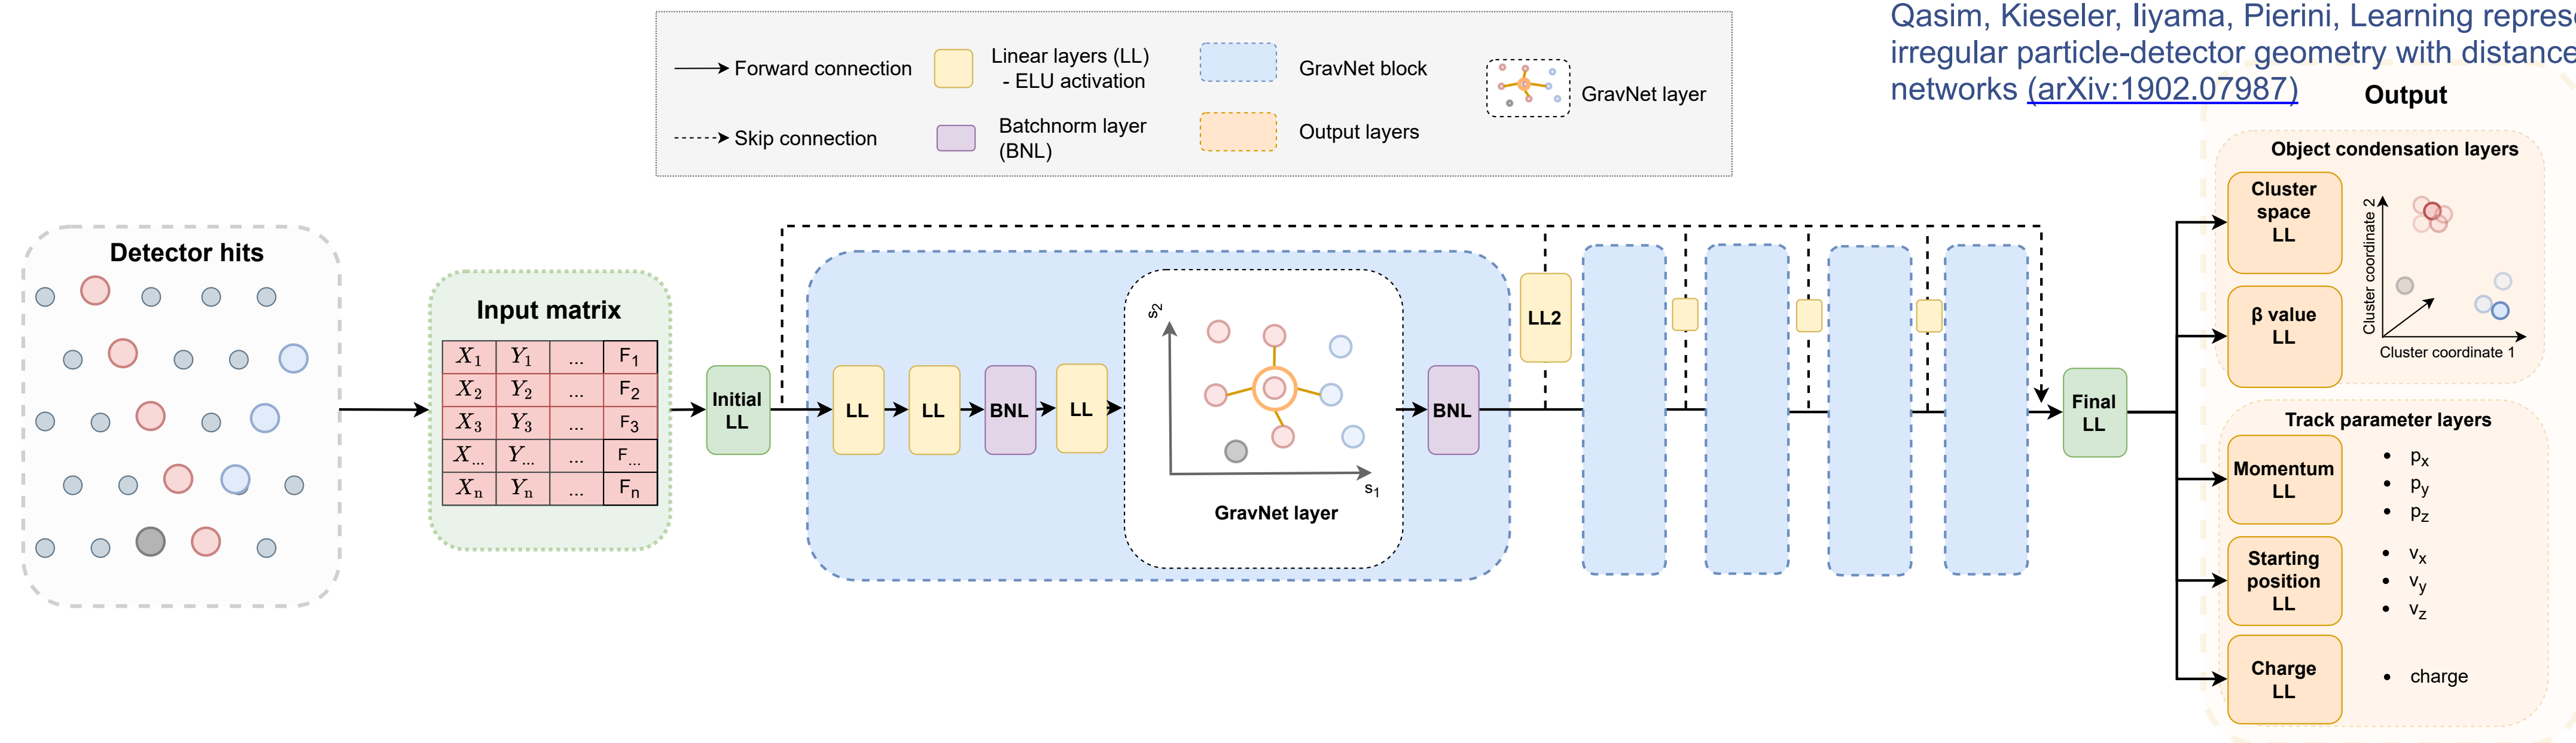 Qasim, Kieseler, Iiyama, Pierini, Learning
irregular particle-detector geometry with distance
networks (arXiv:1902.07987)
Forward connection
Skip connection
Linear layers (LL)
- ELU activation
Batchnorm layer
(BNL)
GravNet block
Output layers
GravNet layer
Detector hits
Input matrix
X1 Y1 ... F1
X2 Y2 ... F2
X3 Y3 ... F3
X... Y... ... F...
Xn Yn ... Fn
Initial
LL
LL
LL
BNL
LL
s2
s1
GravNet layer
BNL
LL2
Final
LL
Output
Object condensation layers
Cluster
space
LL
β value
LL
Cluster coordinate 2
Cluster coordinate 1
Track parameter layers
Momentum
LL
• px
• py
• pz
Starting
position
LL
• vx
• vy
• vz
Charge
LL
• charge